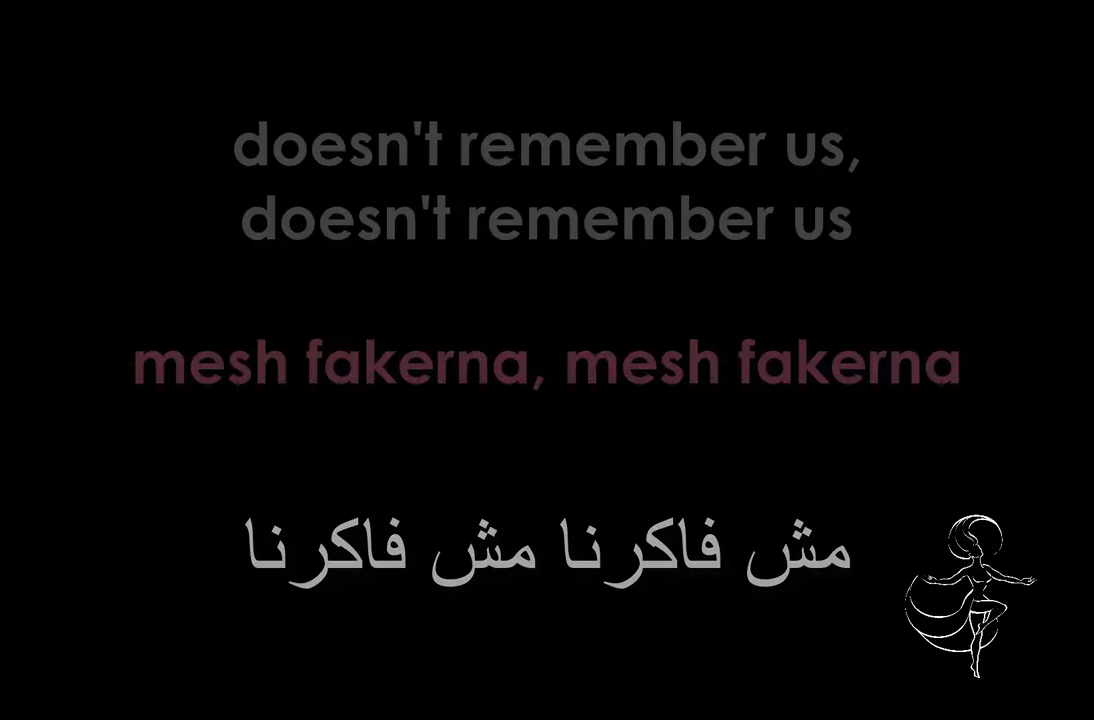 doesn't remember us,
doesn't remember us
mesh fakerna, mesh fakerna
مش فاكرنا مش فاكرنا